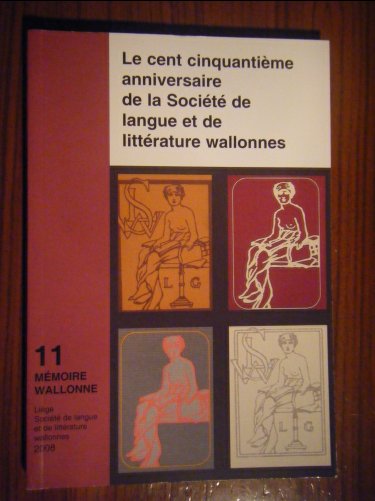 Le cent cinquantième
anniversaire
de la Société de
langue et de
littérature wallonnes
L G
L G
11
MÉMOIRE
WALLONNE
Liège
Société de langue
et de littérature
wallonnes
2008